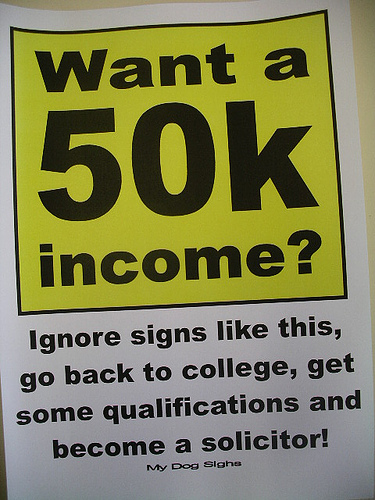 Want a
50k
income?
Ignore signs like this,
go back to college, get
some qualifications and
become a solicitor!
My Dog Sighs